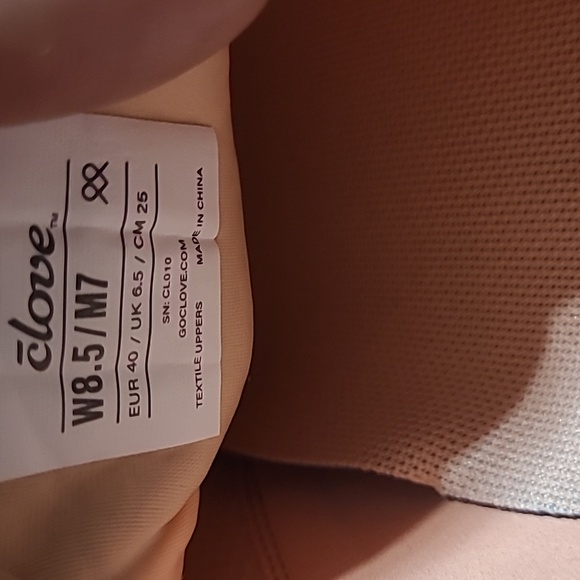 clove™
W8.5/M7
EUR 40 / UK 6.5 / CM 25
SN: CL010
GOCLOVE.COM
TEXTILE UPPERS MADE IN CHINA